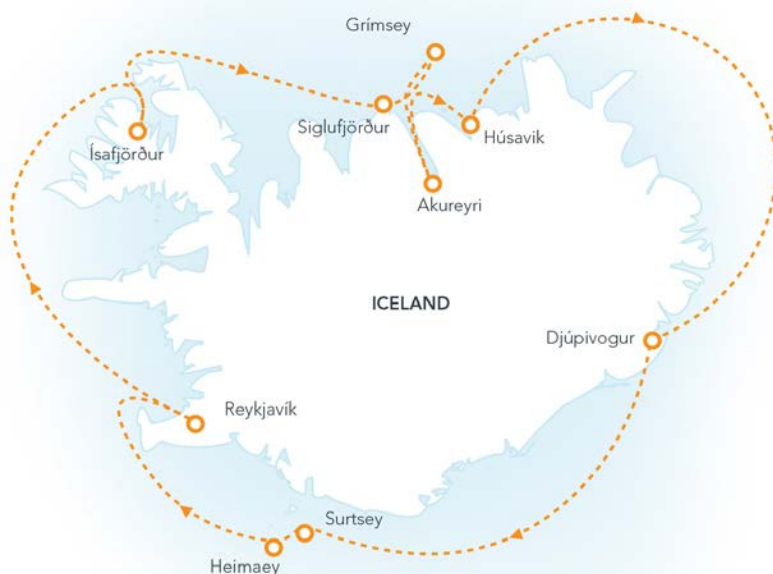 Grímsey
Siglufjörður
Húsavik
Ísafjörður
Akureyri
ICELAND
Djúpivogur
Reykjavík
Surtsey
Heimaey